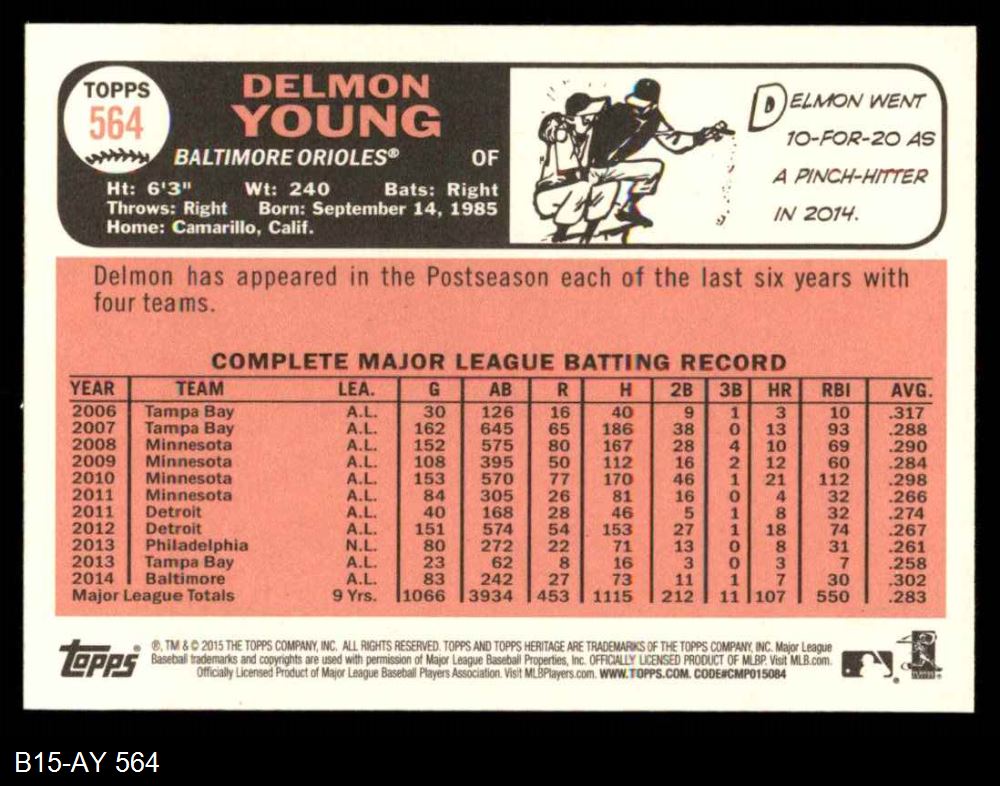 TOPPS
564
DELMON
YOUNG
BALTIMORE ORIOLES® OF
Ht: 6'3" Wt: 240 Bats: Right
Throws: Right Born: September 14, 1985
Home: Camarillo, Calif.
DELMON WENT
10-FOR-20 AS
A PINCH-HITTER
IN 2014.
Delmon has appeared in the Postseason each of the last six years with
four teams.
COMPLETE MAJOR LEAGUE BATTING RECORD
YEAR TEAM LEA. G AB R H 2B 3B HR RBI AVG.
2006 Tampa Bay A.L. 30 126 16 40 9 1 3 10 .317
2007 Tampa Bay A.L. 162 645 65 186 38 0 13 93 .288
2008 Minnesota A.L. 152 575 80 167 28 4 10 69 .290
2009 Minnesota A.L. 108 395 50 112 16 2 12 60 .284
2010 Minnesota A.L. 153 570 77 170 46 1 21 112 .298
2011 Minnesota A.L. 84 305 26 81 16 0 4 32 .266
2011 Detroit A.L. 40 168 28 46 5 1 8 32 .274
2012 Detroit A.L. 151 574 54 153 27 1 18 74 .267
2013 Philadelphia N.L. 80 272 22 71 13 0 8 31 .261
2013 Tampa Bay A.L. 23 62 8 16 3 0 3 7 .258
2014 Baltimore A.L. 83 242 27 73 11 1 7 30 .302
Major League Totals 9 Yrs. 1066 3934 453 1115 212 11 107 550 .283
topps®
®, TM & © 2015 THE TOPPS COMPANY, INC. ALL RIGHTS RESERVED. TOPPS AND TOPPS HERITAGE ARE TRADEMARKS OF THE TOPPS COMPANY, INC. Major League
Baseball trademarks and copyrights are used with permission of Major League Baseball Properties, Inc. OFFICIALLY LICENSED PRODUCT OF MLBP. Visit MLB.com.
Officially Licensed Product of Major League Baseball Players Association. Visit MLBPlayers.com. WWW.TOPPS.COM. CODE#CMP015084
B15-AY 564